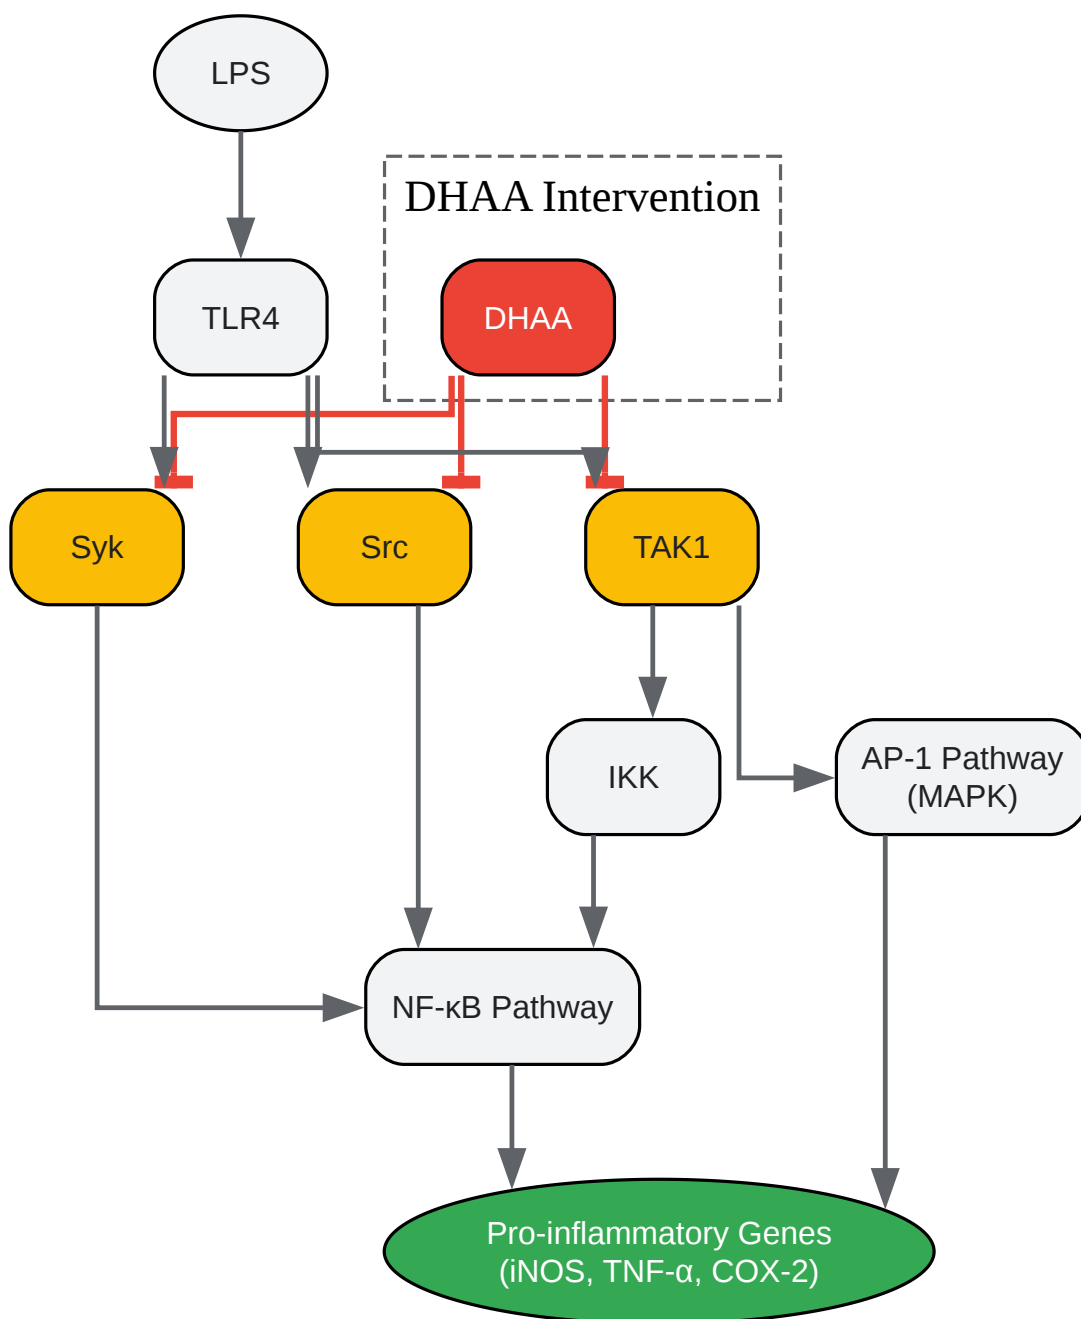 LPS
DHAA Intervention
TLR4
DHAA
Syk
Src
TAK1
IKK
AP-1 Pathway
(MAPK)
NF-κB Pathway
Pro-inflammatory Genes
(iNOS, TNF-α, COX-2)